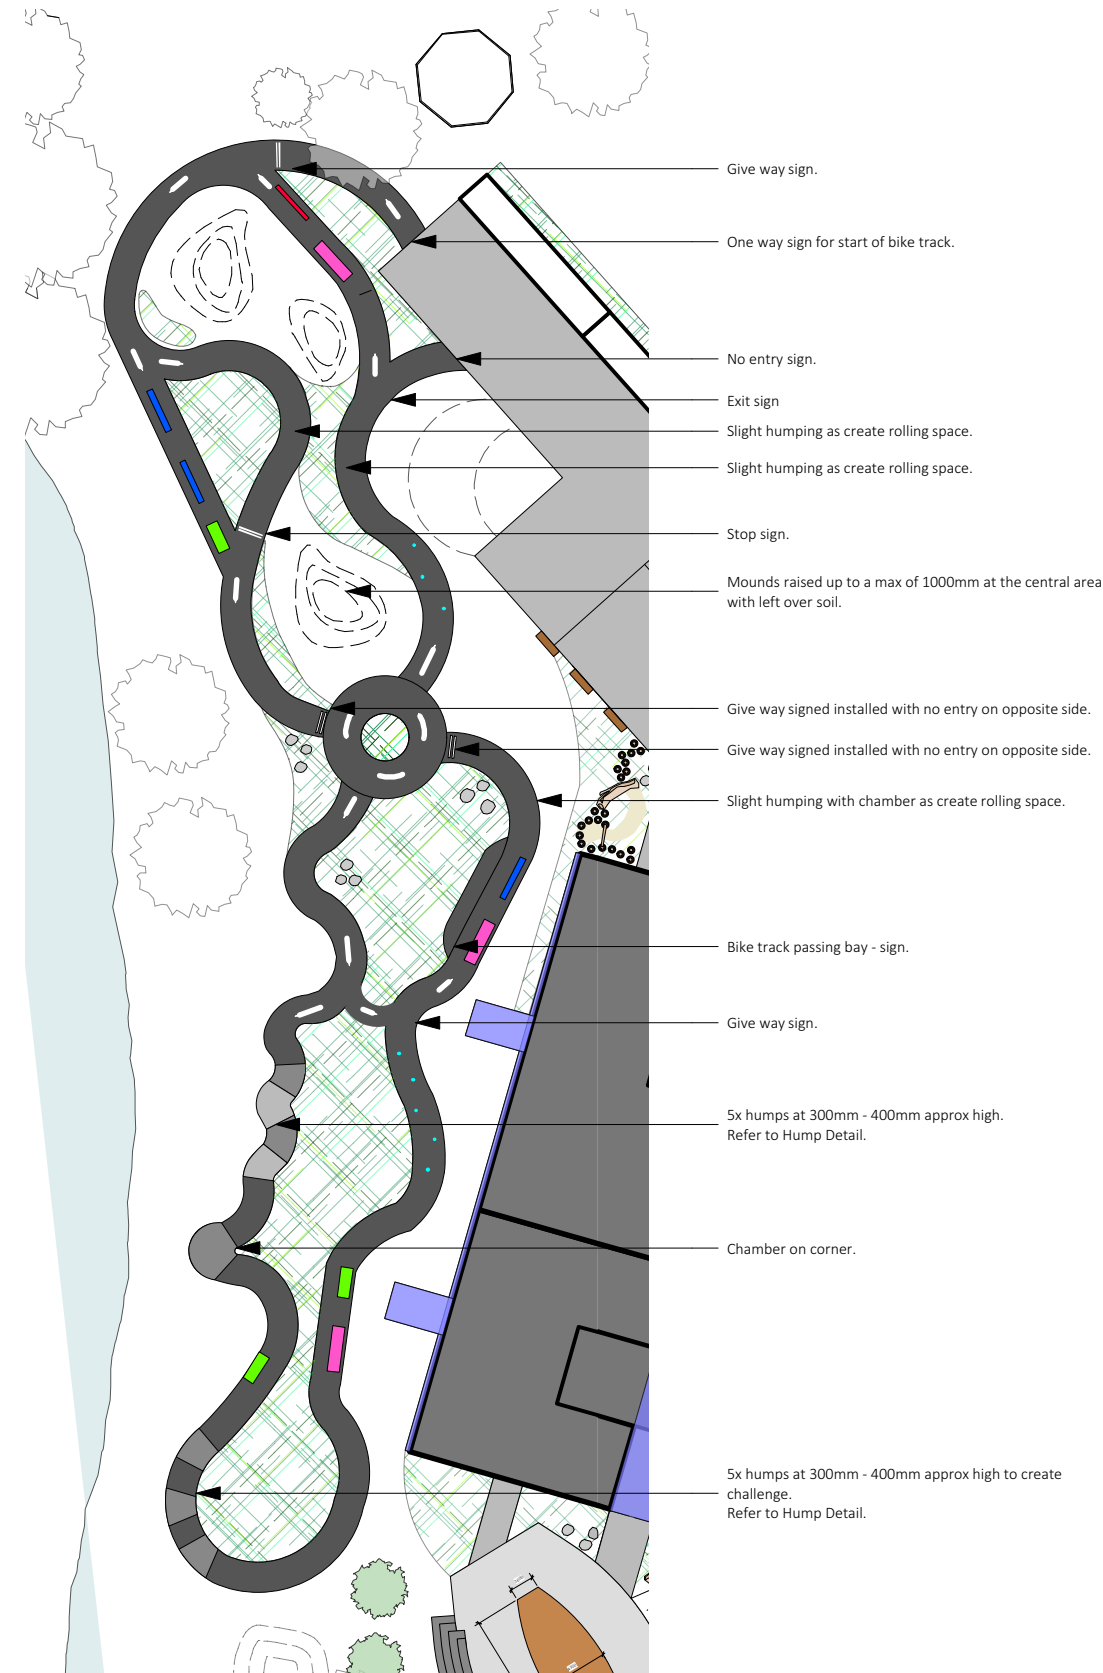 Give way sign.
One way sign for start of bike track.
No entry sign.
Exit sign
Slight humping as create rolling space.
Slight humping as create rolling space.
Stop sign.
Mounds raised up to a max of 1000mm at the central area
with left over soil.
Give way signed installed with no entry on opposite side.
Give way signed installed with no entry on opposite side.
Slight humping with chamber as create rolling space.
Bike track passing bay - sign.
Give way sign.
5x humps at 300mm - 400mm approx high.
Refer to Hump Detail.
Chamber on corner.
5x humps at 300mm - 400mm approx high to create
challenge.
Refer to Hump Detail.